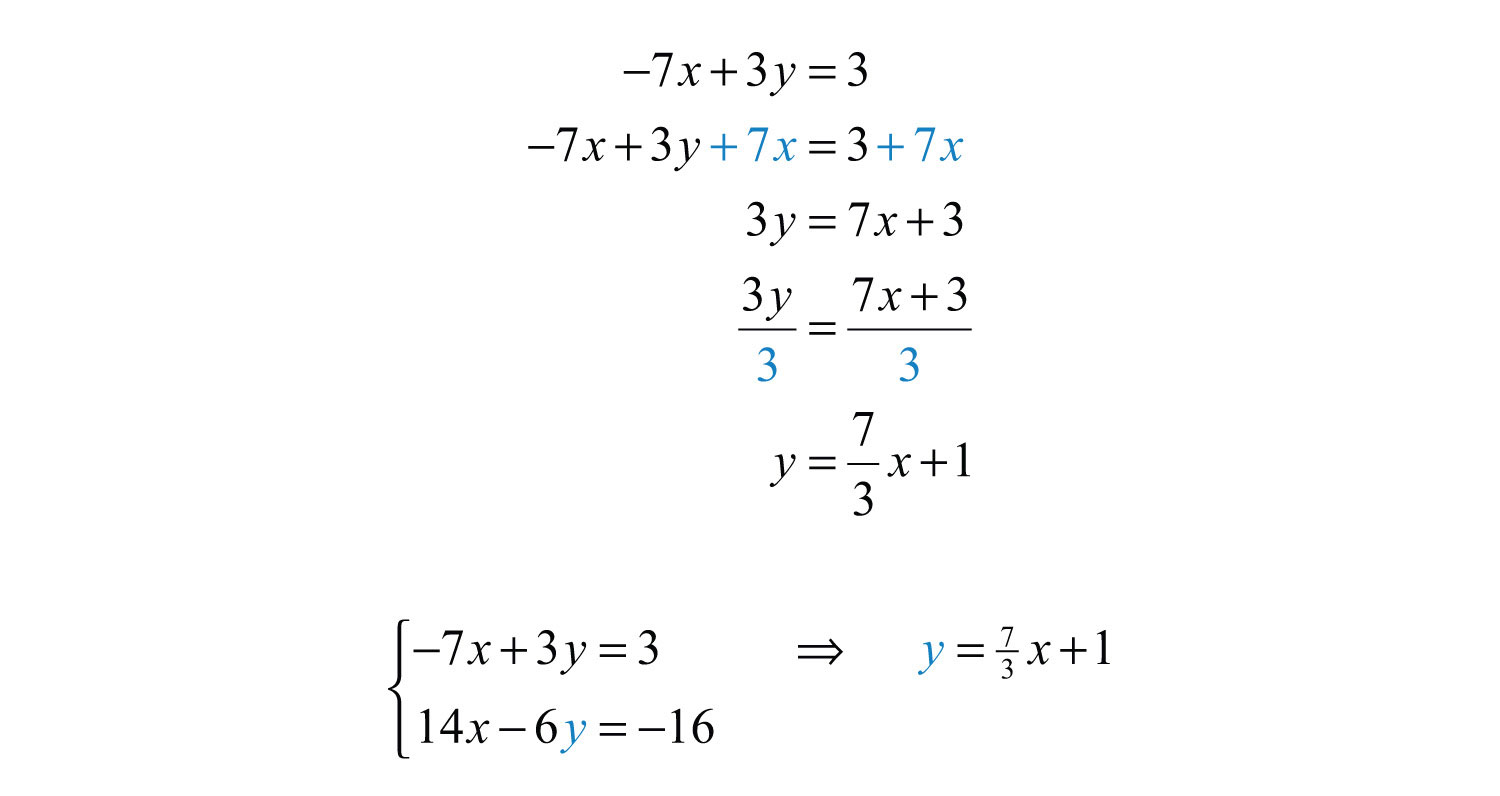 −7x + 3y = 3
−7x + 3y + 7x = 3 + 7x
3y = 7x + 3
3y/3 = (7x + 3)/3
y = 7/3 x + 1
{−7x + 3y = 3 ⇒ y = 7/3 x + 1
14x − 6y = −16